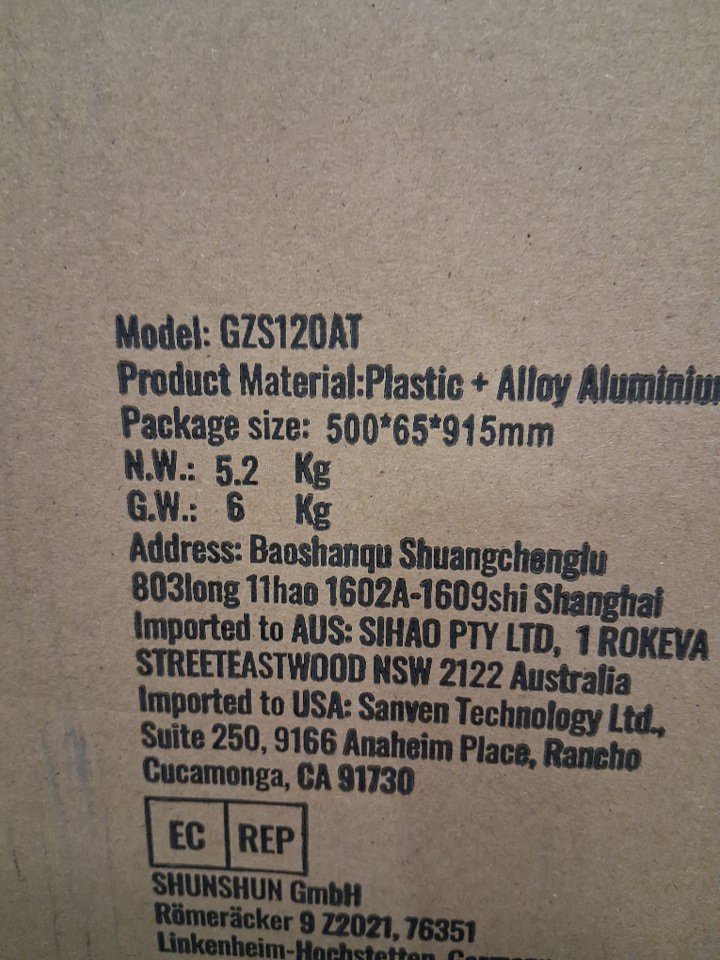 Model: GZS120AT
Product Material:Plastic + Alloy
Package size: 500*65*915mm
N.W.: 5.2 Kg
G.W.: 6 Kg
Address: Baoshanqu Shuangchenglu
803long 11hao 1602A-1609shi Shanghai
Imported to AUS: SIHAO PTY LTD, 1 ROKEVA
STREETEASTWOOD NSW 2122 Australia
Imported to USA: Sanven Technology Ltd.,
Suite 250, 9166 Anaheim Place, Rancho
Cucamonga, CA 91730
EC REP
SHUNSHUN GmbH
Römeräcker 9 Z2021, 76351
Linkenheim-Hochstetten, Germany